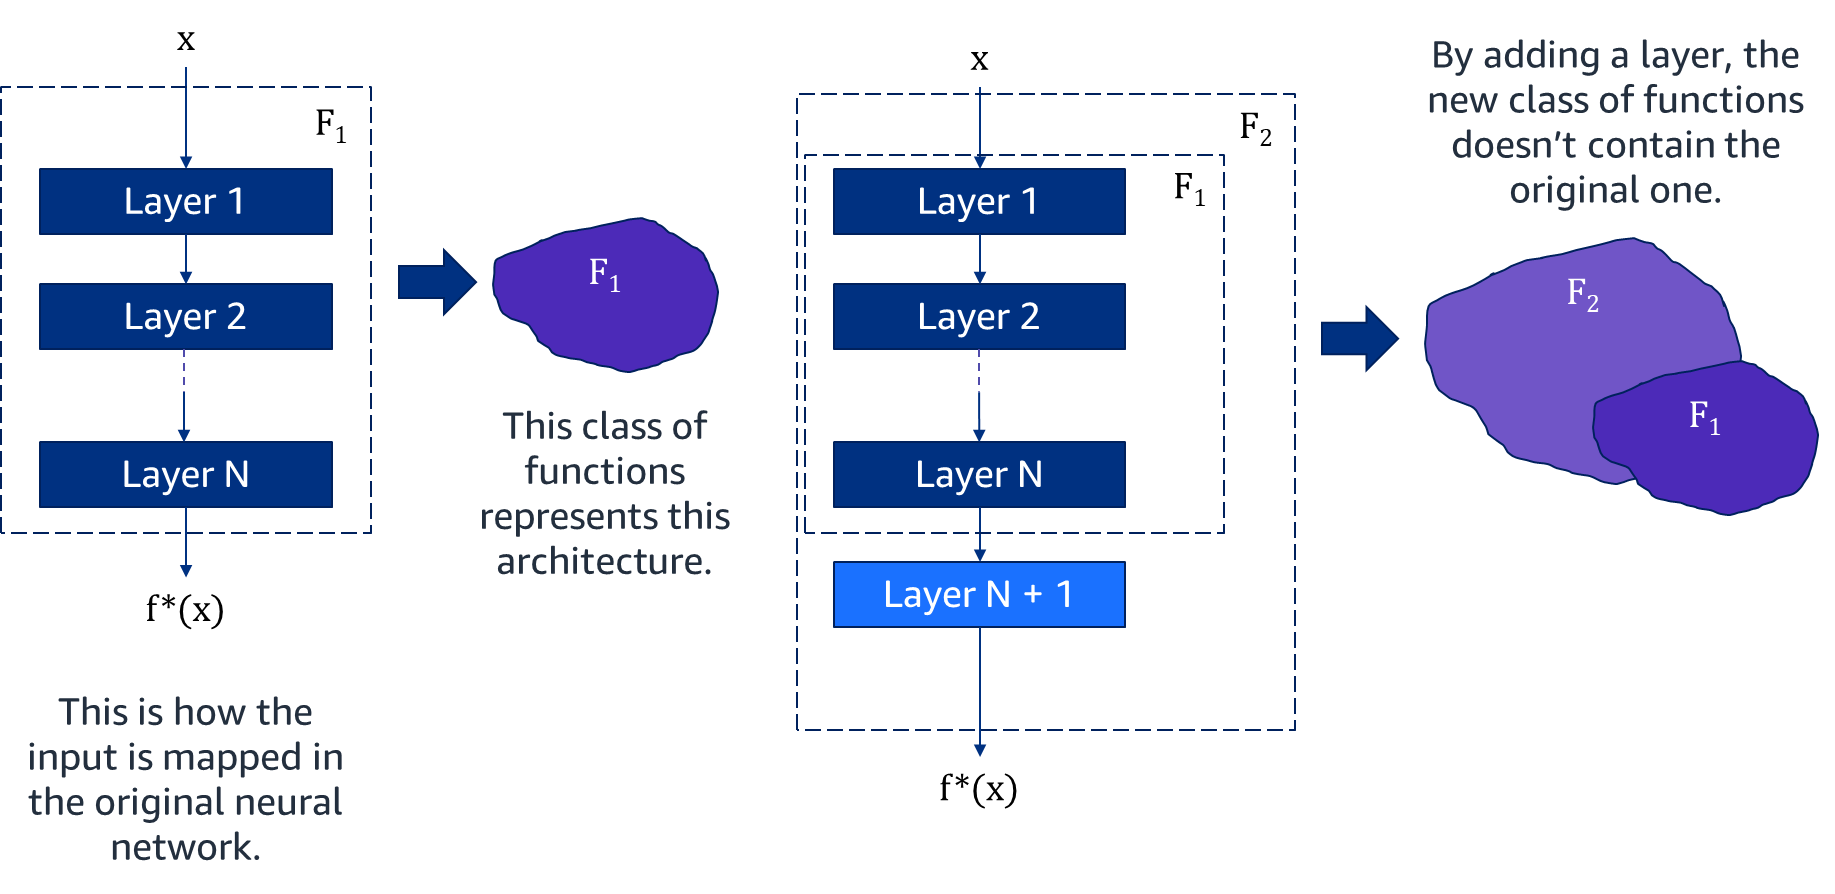 x
F₁
Layer 1
Layer 2
Layer N
f*(x)
This is how the
input is mapped in
the original neural
network.
F₁
This class of
functions
represents this
architecture.
x
F₂
F₁
Layer 1
Layer 2
Layer N
Layer N + 1
f*(x)
By adding a layer, the
new class of functions
doesn’t contain the
original one.
F₂
F₁